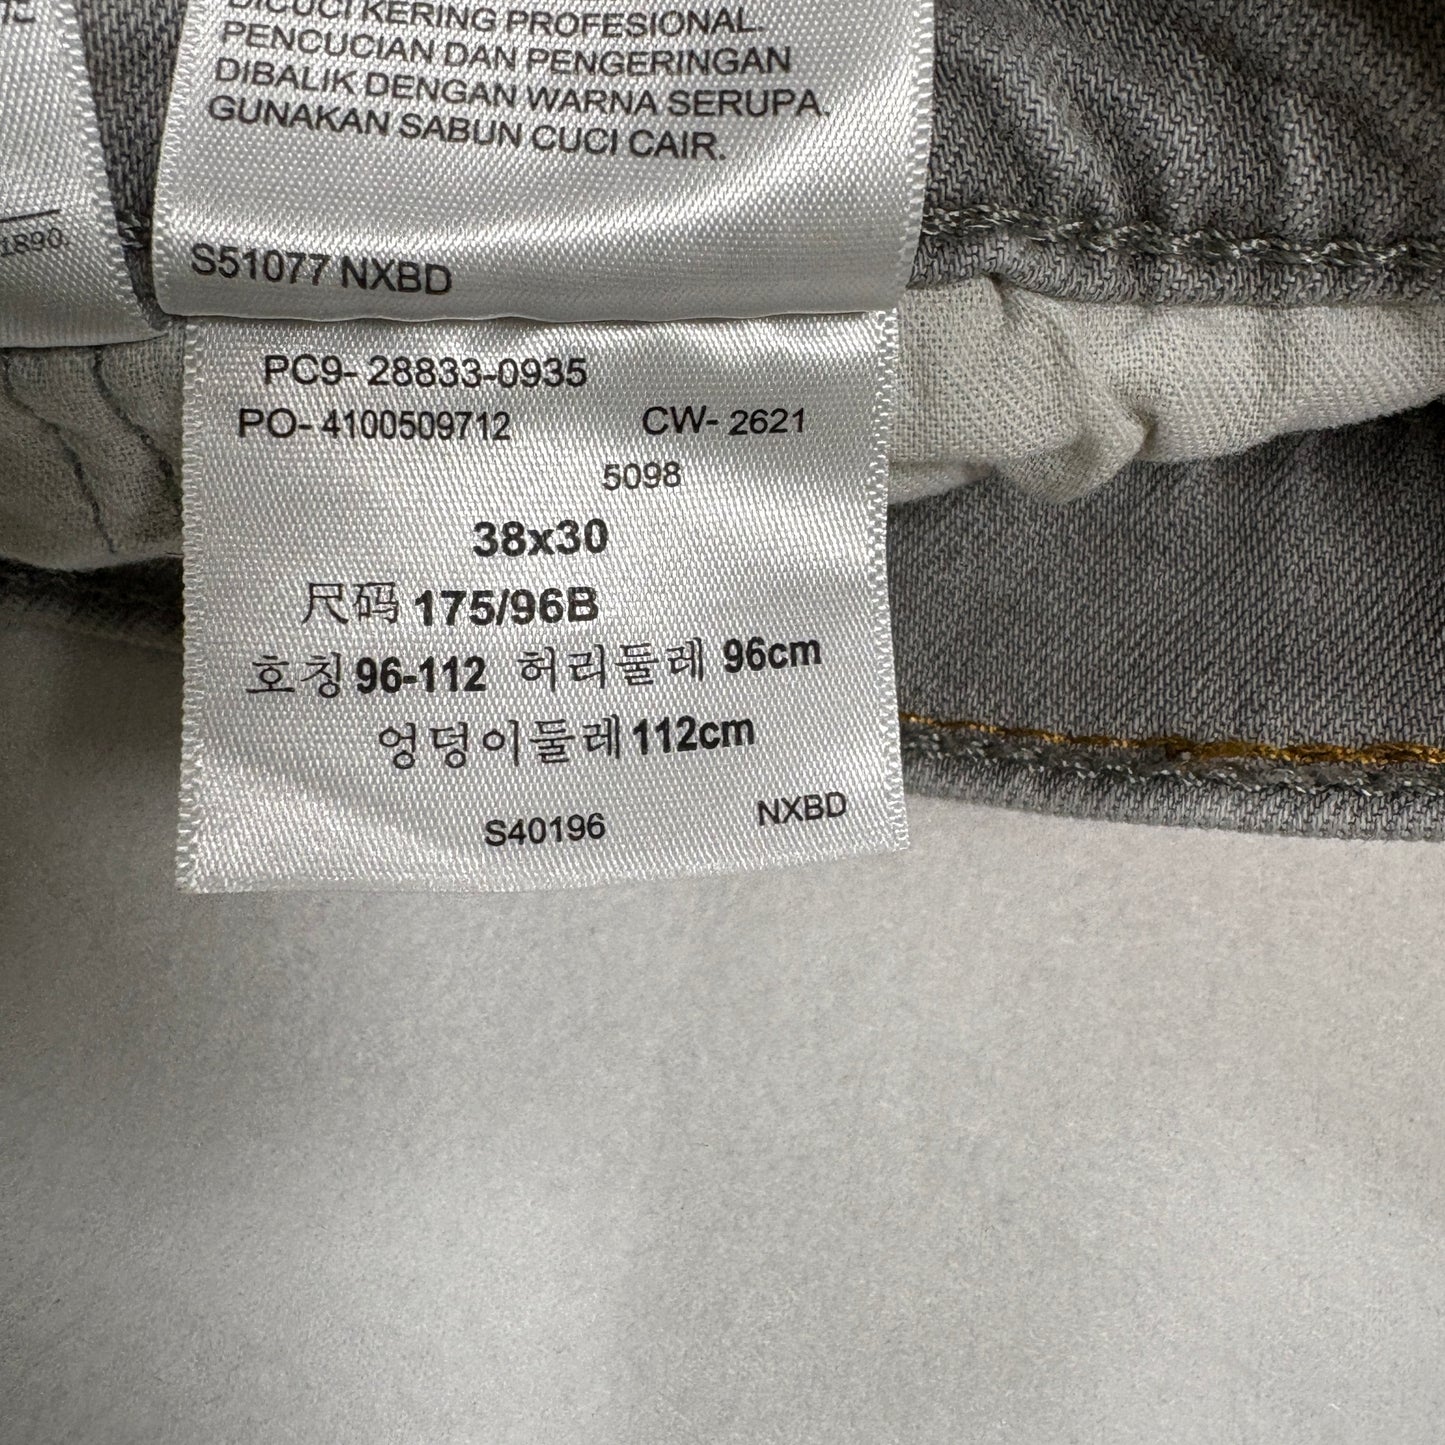 1890.
DICUCI KERING PROFESIONAL.
PENCUCIAN DAN PENGERINGAN
DIBALIK DENGAN WARNA SERUPA.
GUNAKAN SABUN CUCI CAIR.
S51077 NXBD
PC9- 28833-0935
PO- 4100509712 CW- 2621
5098
38x30
尺码 175/96B
호칭 96-112 허리둘레 96cm
엉덩이둘레 112cm
S40196 NXBD